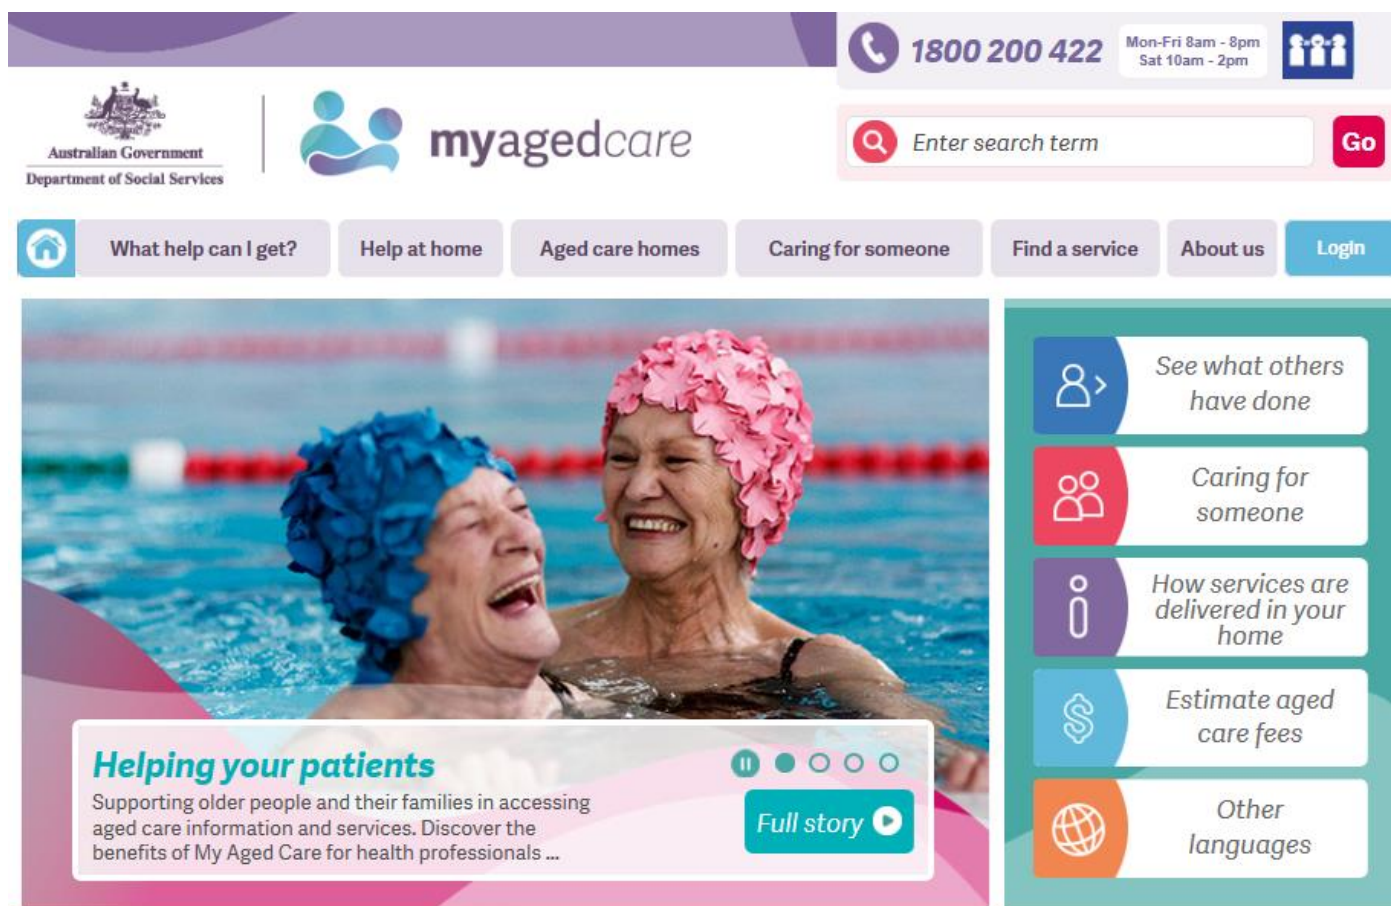 1800 200 422
Mon-Fri 8am - 8pm
Sat 10am - 2pm
Australian Government
Department of Social Services
myagedcare
Enter search term
Go
What help can I get?
Help at home
Aged care homes
Caring for someone
Find a service
About us
Login
See what others
have done
Caring for
someone
How services are
delivered in your
home
Estimate aged
care fees
Other
languages
Helping your patients
Supporting older people and their families in accessing
aged care information and services. Discover the
benefits of My Aged Care for health professionals ...
Full story